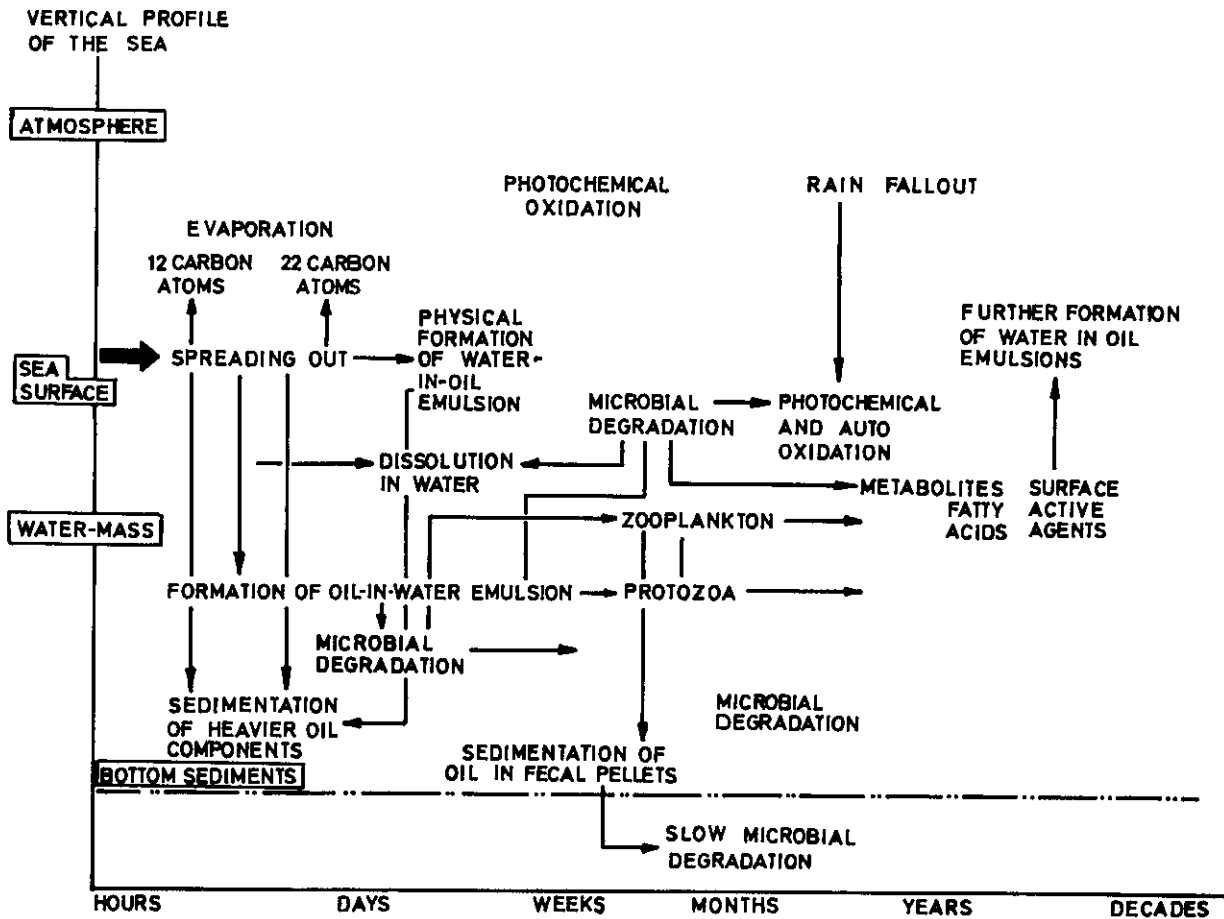 VERTICAL PROFILE
OF THE SEA
ATMOSPHERE
PHOTOCHEMICAL
OXIDATION
RAIN FALLOUT
EVAPORATION
12 CARBON
ATOMS
22 CARBON
ATOMS
PHYSICAL
FORMATION
OF WATER-
IN-OIL
EMULSION
FURTHER FORMATION
OF WATER IN OIL
EMULSIONS
SEA
SURFACE
SPREADING OUT
MICROBIAL
DEGRADATION
PHOTOCHEMICAL
AND AUTO
OXIDATION
DISSOLUTION
IN WATER
METABOLITES
FATTY
ACIDS
SURFACE
ACTIVE
AGENTS
WATER-MASS
ZOOPLANKTON
FORMATION OF OIL-IN-WATER EMULSION
PROTOZOA
MICROBIAL
DEGRADATION
SEDIMENTATION
OF HEAVIER OIL
COMPONENTS
MICROBIAL
DEGRADATION
SEDIMENTATION OF
OIL IN FECAL PELLETS
BOTTOM SEDIMENTS
SLOW MICROBIAL
DEGRADATION
HOURS DAYS WEEKS MONTHS YEARS DECADES